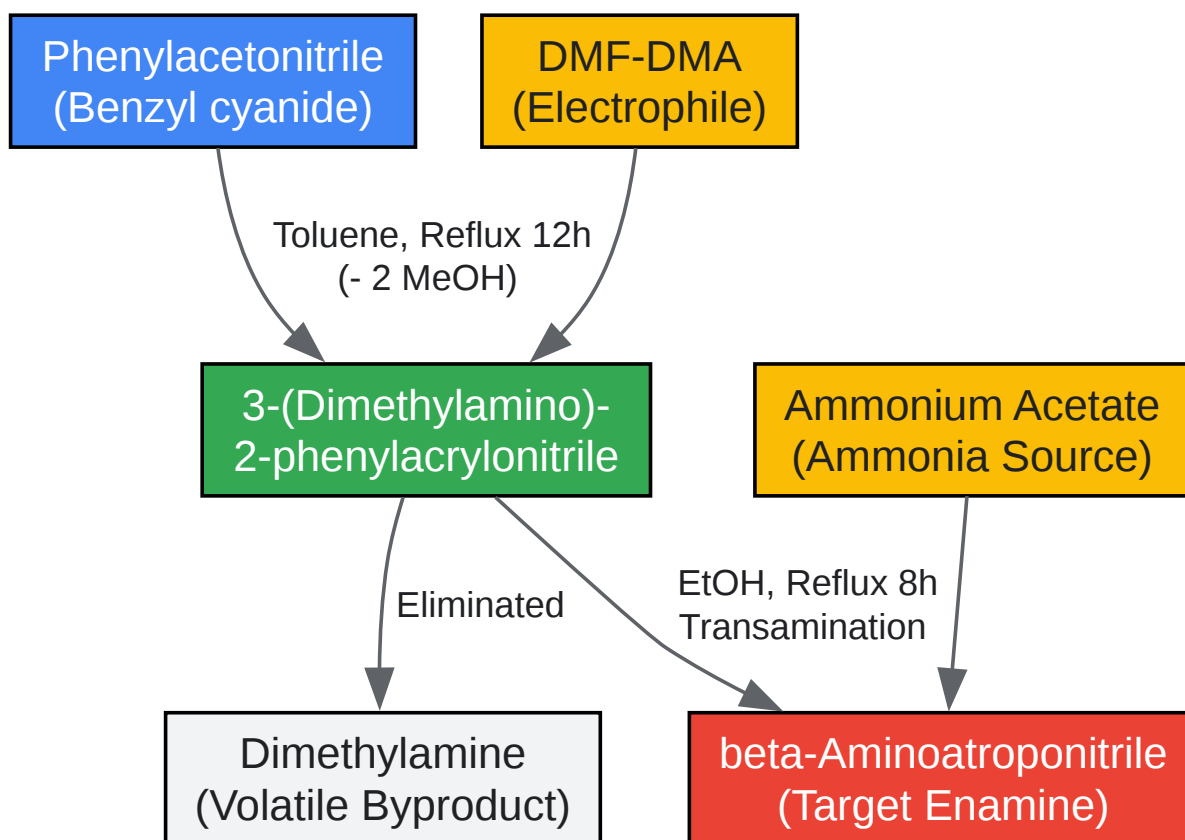 Phenylacetonitrile
(Benzyl cyanide)
DMF-DMA
(Electrophile)
Toluene, Reflux 12h
(- 2 MeOH)
3-(Dimethylamino)-
2-phenylacrylonitrile
Ammonium Acetate
(Ammonia Source)
Eliminated
EtOH, Reflux 8h
Transamination
Dimethylamine
(Volatile Byproduct)
beta-Aminoatroponitrile
(Target Enamine)